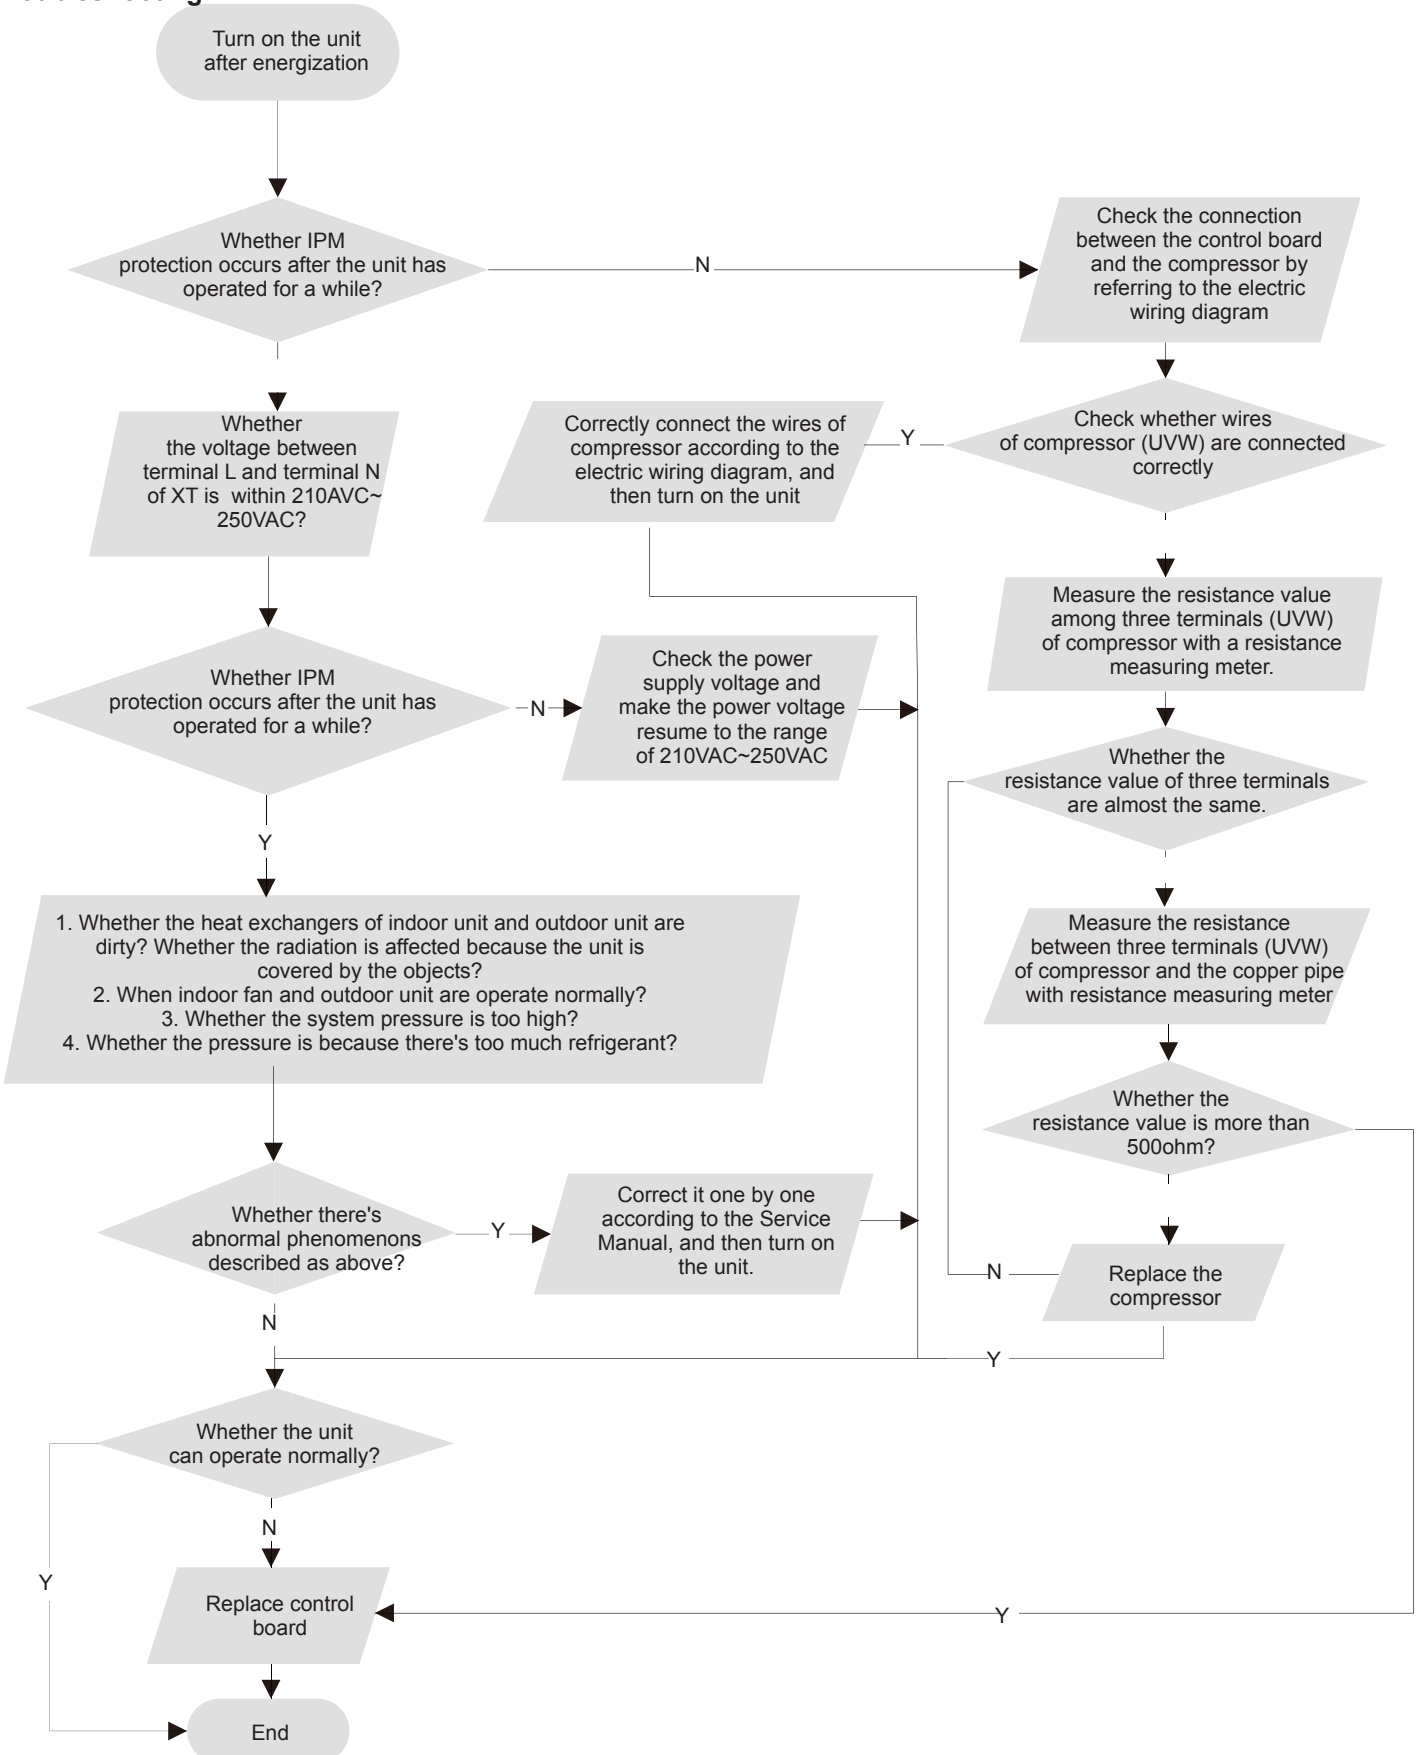 Turn on the unit
after energization
Whether IPM
protection occurs after the unit has
operated for a while?
N
Check the connection
between the control board
and the compressor by
referring to the electric
wiring diagram
Whether
the voltage between
terminal L and terminal N
of XT is within 210AVC~
250VAC?
Correctly connect the wires of
compressor according to the
electric wiring diagram, and
then turn on the unit
Y
Check whether wires
of compressor (UVW) are connected
correctly
Measure the resistance value
among three terminals (UVW)
of compressor with a resistance
measuring meter.
Whether IPM
protection occurs after the unit has
operated for a while?
N
Check the power
supply voltage and
make the power voltage
resume to the range
of 210VAC~250VAC
Whether the
resistance value of three terminals
are almost the same.
Y
1. Whether the heat exchangers of indoor unit and outdoor unit are
dirty? Whether the radiation is affected because the unit is
covered by the objects?
2. When indoor fan and outdoor unit are operate normally?
3. Whether the system pressure is too high?
4. Whether the pressure is because there's too much refrigerant?
Measure the resistance
between three terminals (UVW)
of compressor and the copper pipe
with resistance measuring meter
Whether the
resistance value is more than
500ohm?
Whether there's
abnormal phenomenons
described as above?
Y
Correct it one by one
according to the Service
Manual, and then turn on
the unit.
N
Replace the
compressor
N
Y
Whether the unit
can operate normally?
N
Y
Replace control
board
Y
End